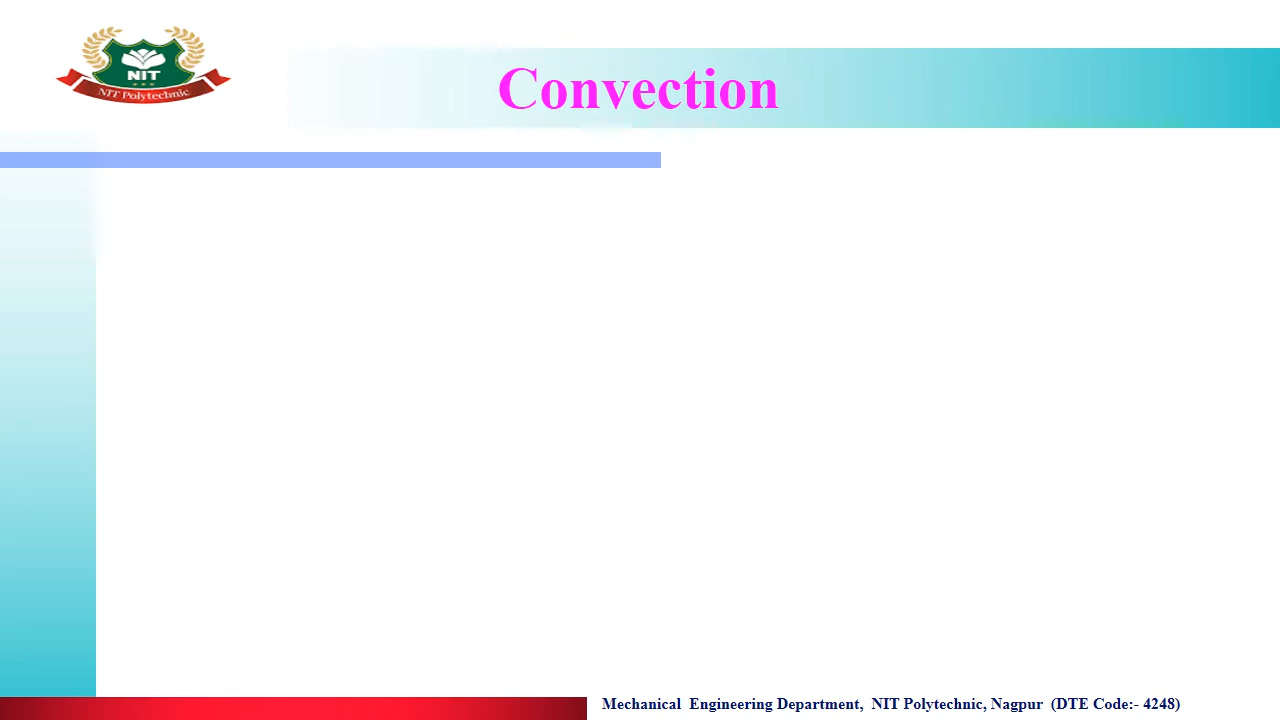 NIT
NIT Polytechnic
Convection
Mechanical Engineering Department, NIT Polytechnic, Nagpur (DTE Code:- 4248)